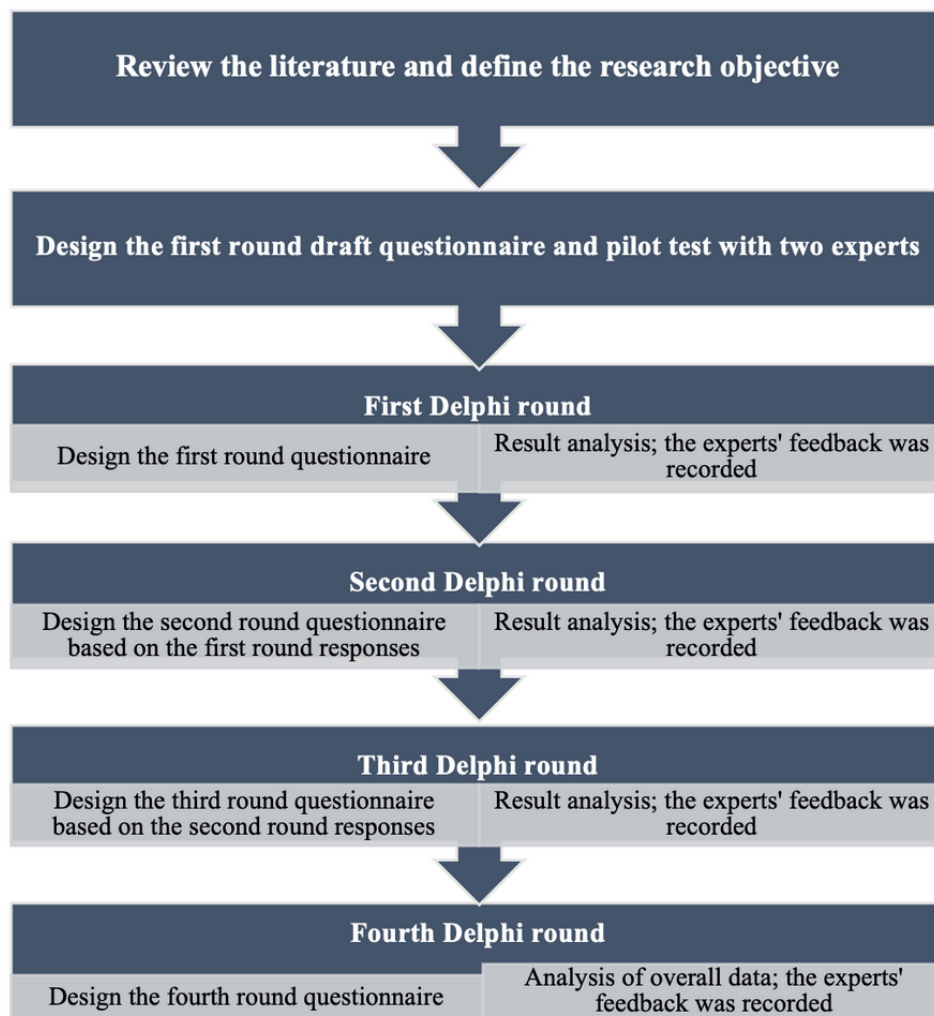 Review the literature and define the research objective
Design the first round draft questionnaire and pilot test with two experts
First Delphi round
Design the first round questionnaire
Result analysis; the experts' feedback was
recorded
Second Delphi round
Design the second round questionnaire
based on the first round responses
Result analysis; the experts' feedback was
recorded
Third Delphi round
Design the third round questionnaire
based on the second round responses
Result analysis; the experts' feedback was
recorded
Fourth Delphi round
Design the fourth round questionnaire
Analysis of overall data; the experts'
feedback was recorded